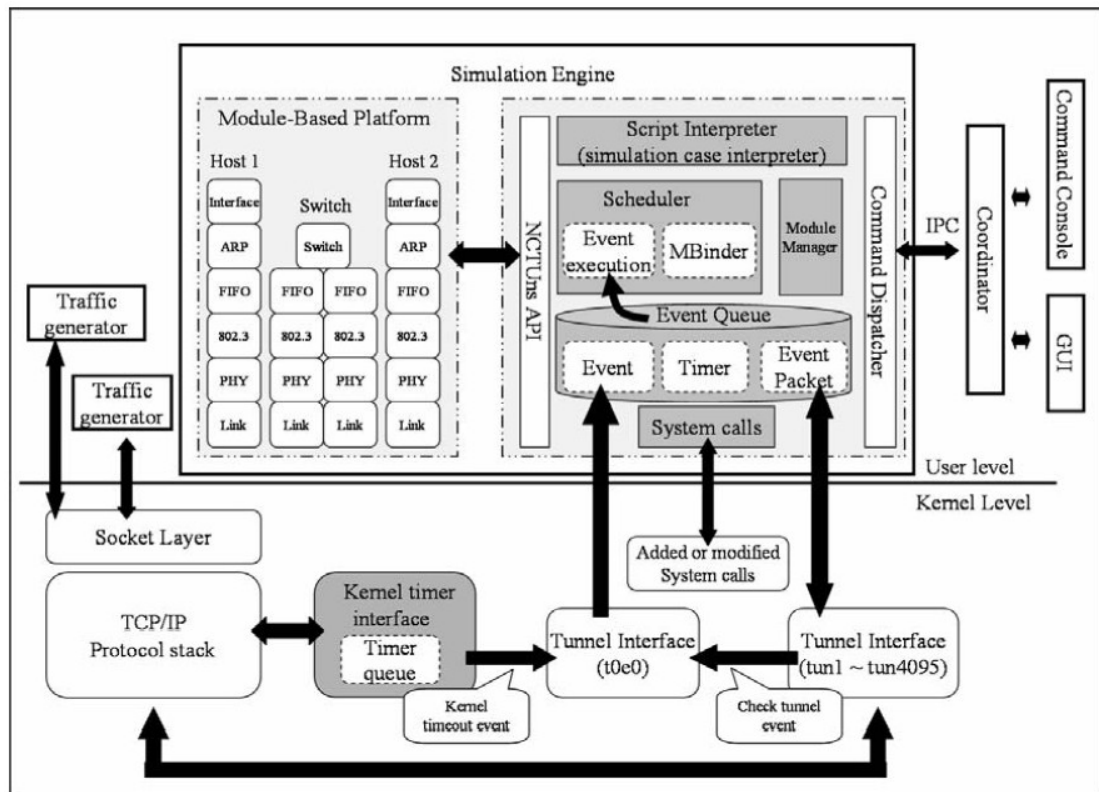 Simulation Engine
Module-Based Platform
Host 1
Host 2
Switch
Interface
Interface
ARP
Switch
ARP
FIFO
FIFO
FIFO
FIFO
802.3
802.3
802.3
802.3
PHY
PHY
PHY
PHY
Link
Link
Link
Link
NCTUns API
Script Interpreter
(simulation case interpreter)
Scheduler
Event
execution
MBinder
Module
Manager
Event Queue
Event
Timer
Event
Packet
System calls
Command Dispatcher
IPC
Coordinator
Command Console
GUI
Traffic
generator
Traffic
generator
User level
Kernel Level
Socket Layer
TCP/IP
Protocol stack
Kernel timer
interface
Timer
queue
Kernel
timeout event
Tunnel Interface
(t0e0)
Added or modified
System calls
Tunnel Interface
(tun1 ~ tun4095)
Check tunnel
event